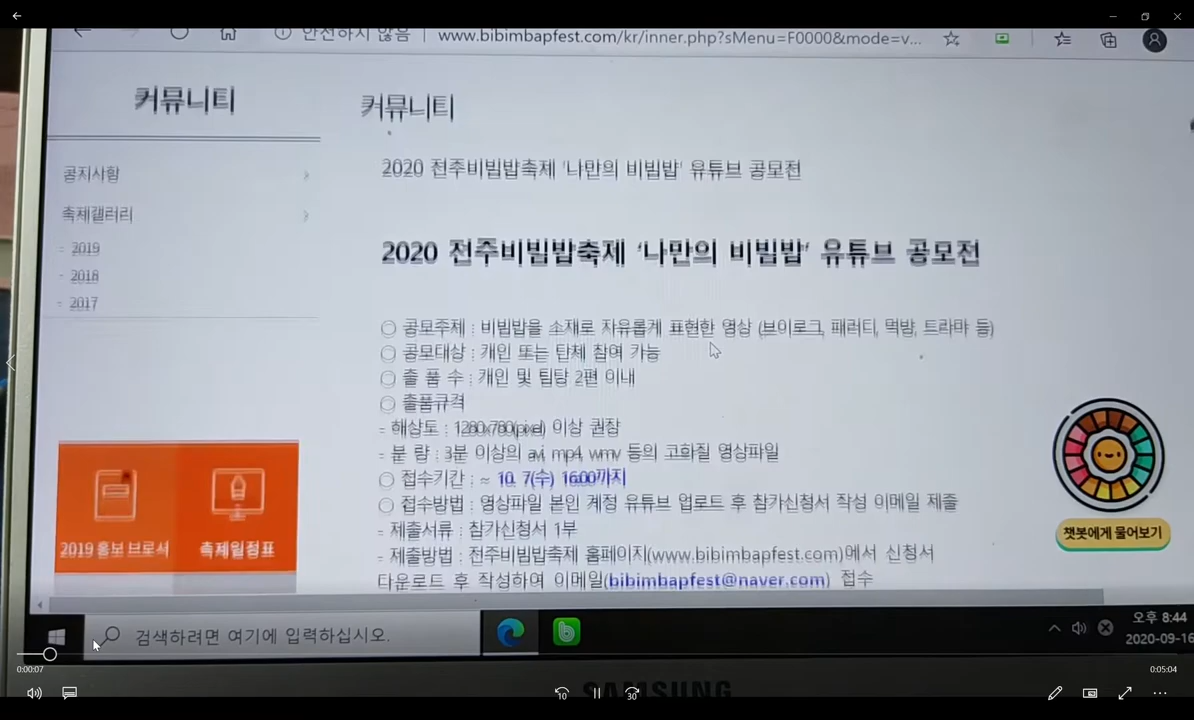 안전하지 않음 | www.bibimbapfest.com/kr/inner.php?sMenu=F0000&mode=v...
커뮤니티
공지사항
축제갤러리
- 2019
- 2018
- 2017
2019 홍보 브로셔
축제일정표
커뮤니티
2020 전주비빔밥축제 '나만의 비빔밥' 유튜브 공모전
2020 전주비빔밥축제 '나만의 비빔밥' 유튜브 공모전
○ 공모주제 : 비빔밥을 소재로 자유롭게 표현한 영상 (브이로그, 패러디, 먹방, 드라마 등)
○ 공모대상 : 개인 또는 단체 참여 가능
○ 출 품 수 : 개인 및 팀당 2편 이내
○ 출품규격
- 해상도 : 1280x780(pixel) 이상 권장
- 분 량 : 3분 이상의 avi, mp4, wmv 등의 고화질 영상파일
○ 접수기간 : ~ 10. 7(수) 16:00까지
○ 접수방법 : 영상파일 본인 계정 유튜브 업로드 후 참가신청서 작성 이메일 제출
- 제출서류 : 참가신청서 1부
- 제출방법 : 전주비빔밥축제 홈페이지(www.bibimbapfest.com)에서 신청서
다운로드 후 작성하여 이메일(bibimbapfest@naver.com) 접수
챗봇에게 물어보기
검색하려면 여기에 입력하십시오.
오후 8:44
2020-09-16
0:00:07
0:05:04
10
30
SAMSUNG